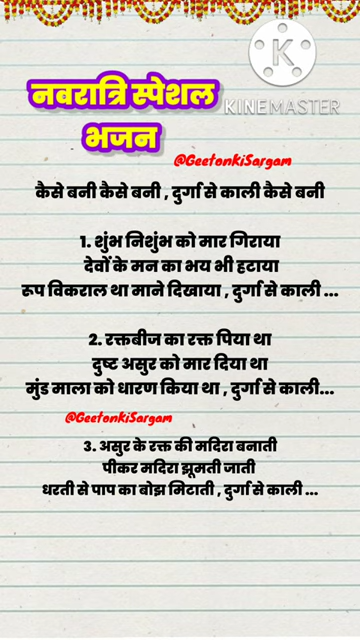 नवरात्रि स्पेशल
भजन
K
KINEMASTER
@GeetonkiSargam
कैसे बनी कैसे बनी , दुर्गा से काली कैसे बनी
1. शुंभ निशुंभ को मार गिराया
देवों के मन का भय भी हटाया
रूप विकराल था माने दिखाया , दुर्गा से काली ...
2. रक्तबीज का रक्त पिया था
दुष्ट असुर को मार दिया था
मुंड माला को धारण किया था , दुर्गा से काली...
@GeetonkiSargam
3. असुर के रक्त की मदिरा बनाती
पीकर मदिरा झूमती जाती
धरती से पाप का बोझ मिटाती , दुर्गा से काली ...